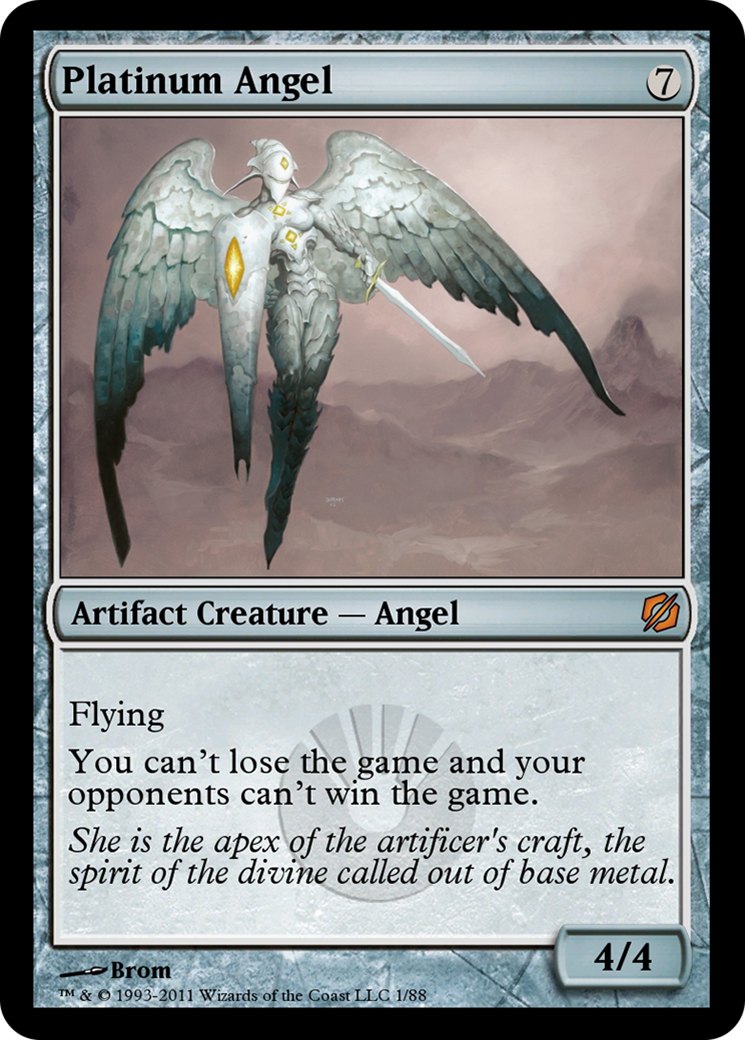 Platinum Angel 7
Artifact Creature — Angel
Flying
You can't lose the game and your
opponents can't win the game.
She is the apex of the artificer's craft, the
spirit of the divine called out of base metal.
4/4
Brom
™ & © 1993-2011 Wizards of the Coast LLC 1/88